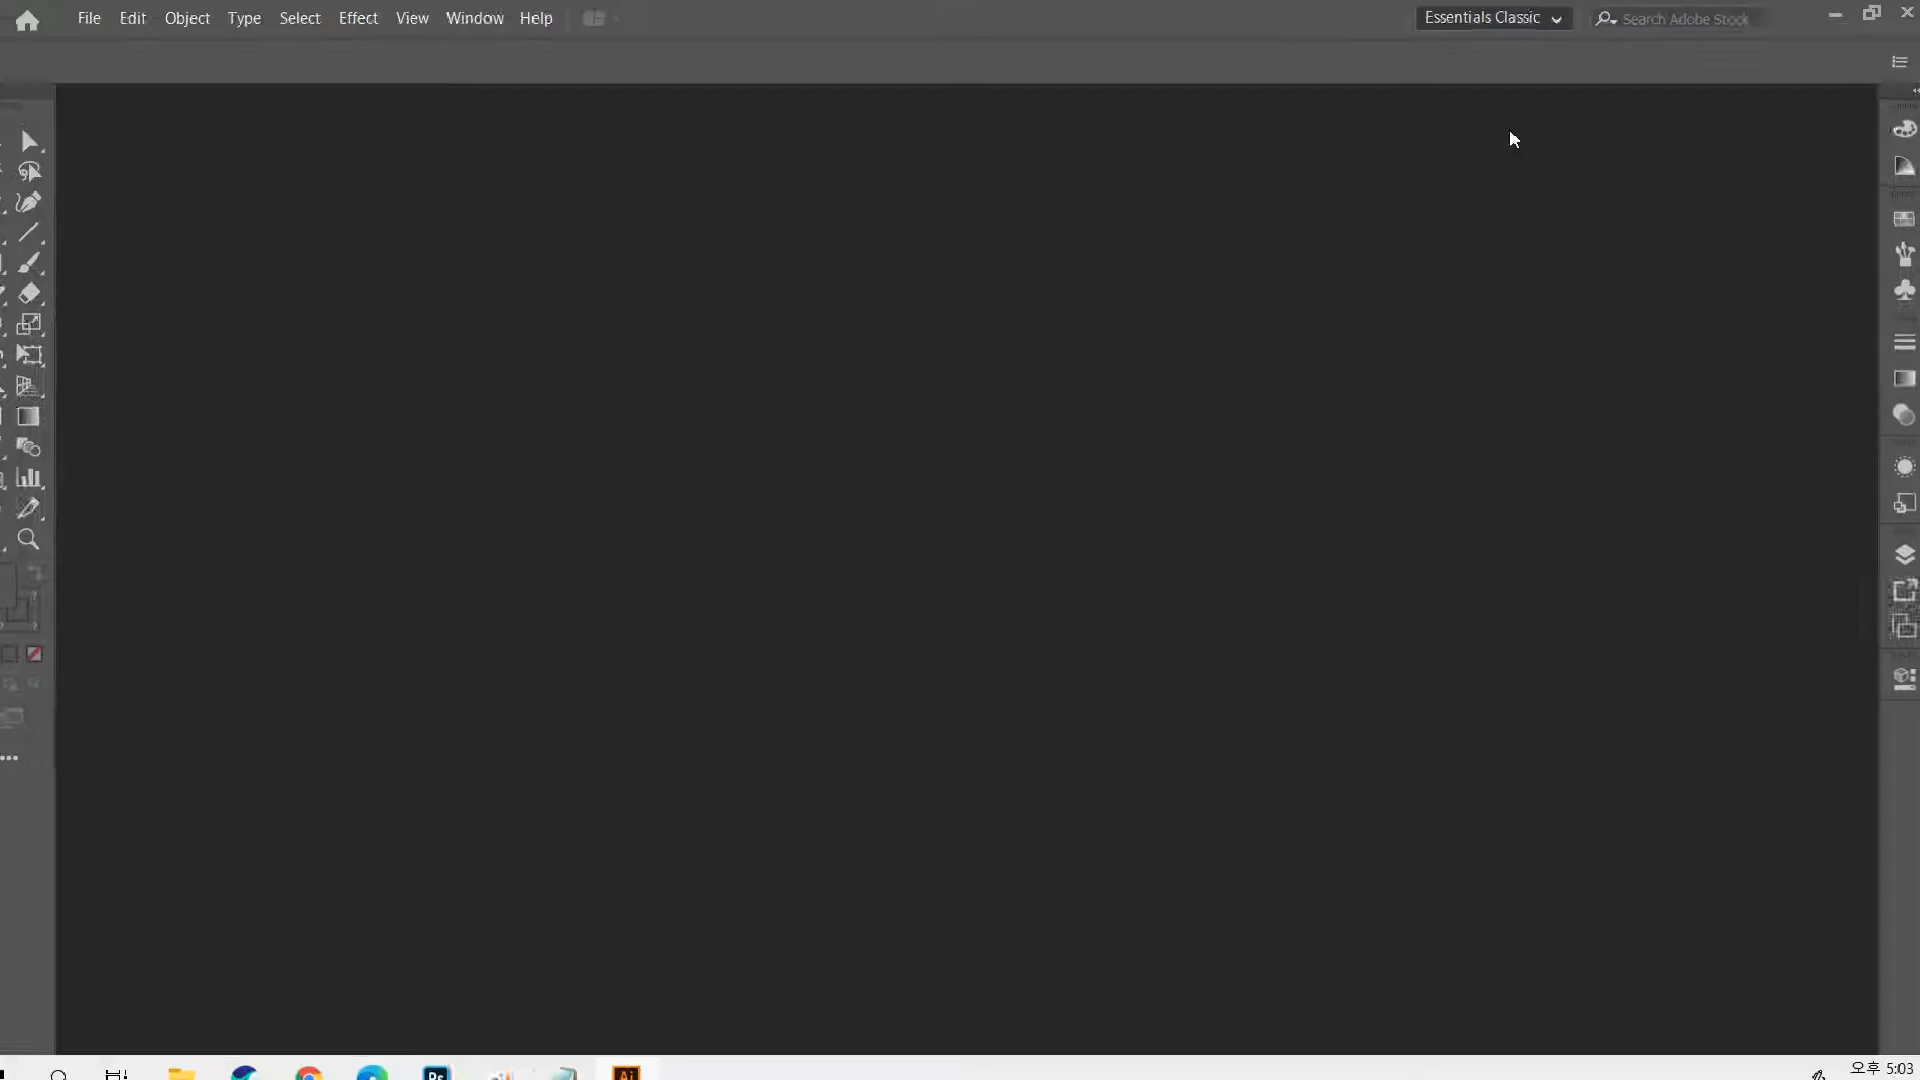 File Edit Object Type Select Effect View Window Help
Essentials Classic
Search Adobe Stock
Ps
Ai
오후 5:03